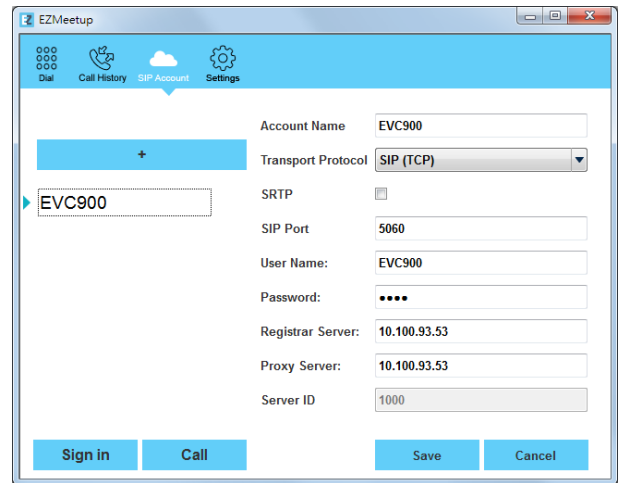 EZ EZMeetup
Dial Call History SIP Account Settings
+
EVC900
Account Name EVC900
Transport Protocol SIP (TCP)
SRTP
SIP Port 5060
User Name: EVC900
Password: ••••
Registrar Server: 10.100.93.53
Proxy Server: 10.100.93.53
Server ID 1000
Sign in Call Save Cancel